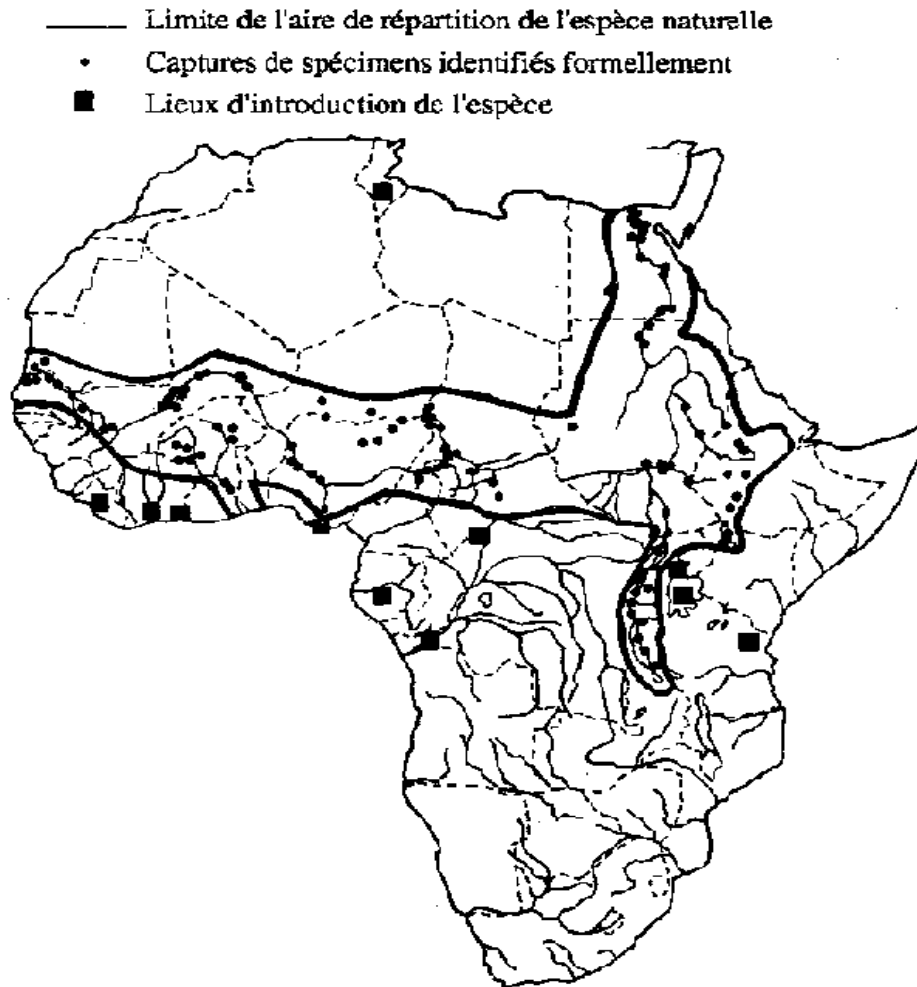 Limite de l'aire de répartition de l'espèce naturelle
Captures de spécimens identifiés formellement
Lieux d'introduction de l'espèce